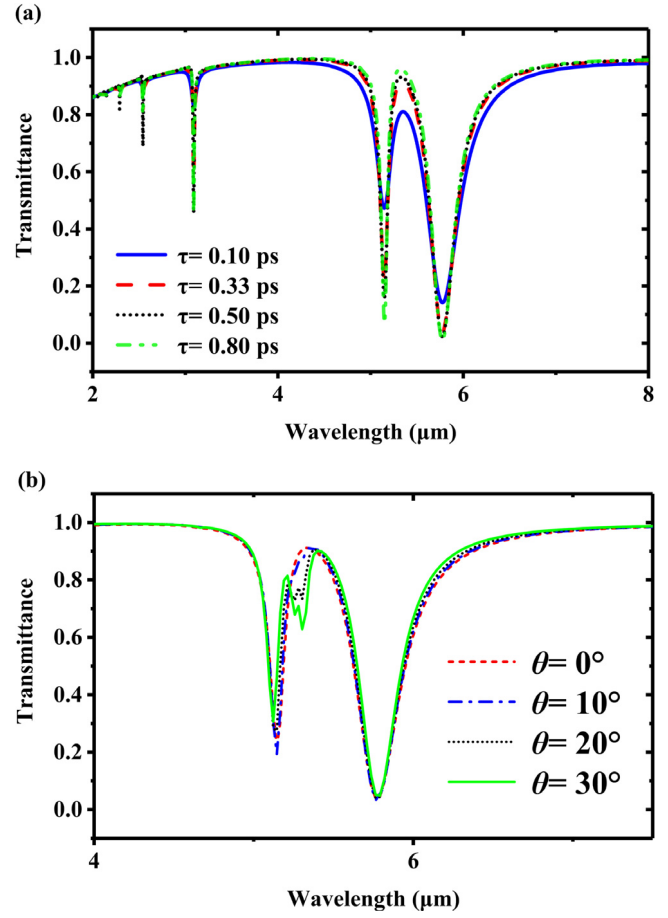 (a)
1.0
0.8
0.6
0.4
0.2
0.0
Transmittance
τ= 0.10 ps
τ= 0.33 ps
τ= 0.50 ps
τ= 0.80 ps
2 4 6 8
Wavelength (μm)
(b)
1.0
0.8
0.6
0.4
0.2
0.0
Transmittance
θ= 0°
θ= 10°
θ= 20°
θ= 30°
4 6
Wavelength (μm)